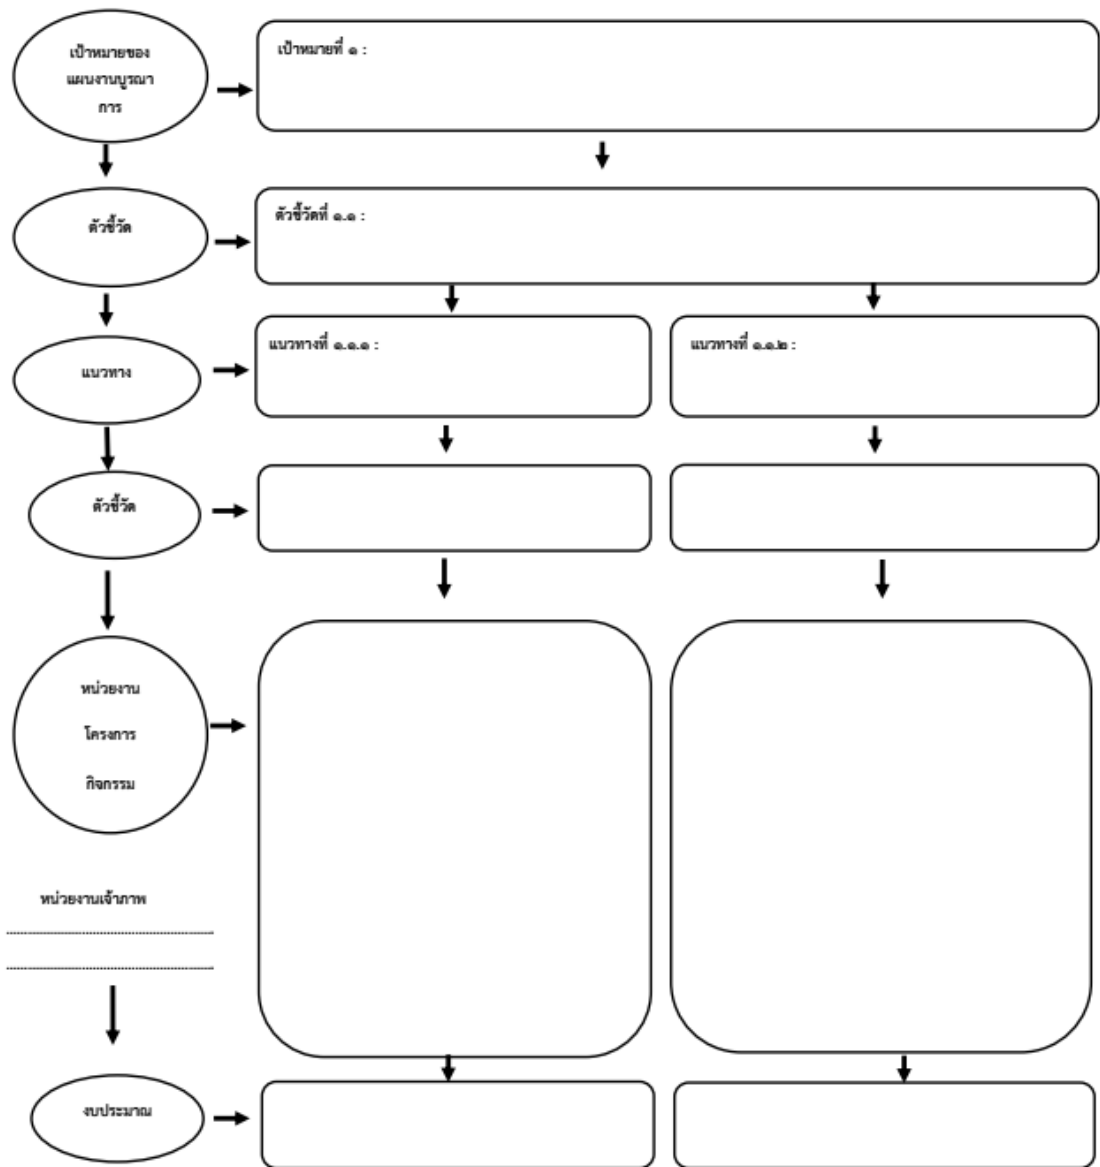 เป้าหมายของ
แผนงานบูรณา
การ
เป้าหมายที่ ๑ :
ตัวชี้วัด
ตัวชี้วัดที่ ๑.๑ :
แนวทาง
แนวทางที่ ๑.๑.๑ :
แนวทางที่ ๑.๑.๒ :
ตัวชี้วัด
หน่วยงาน
โครงการ
กิจกรรม
หน่วยงานเจ้าภาพ
งบประมาณ